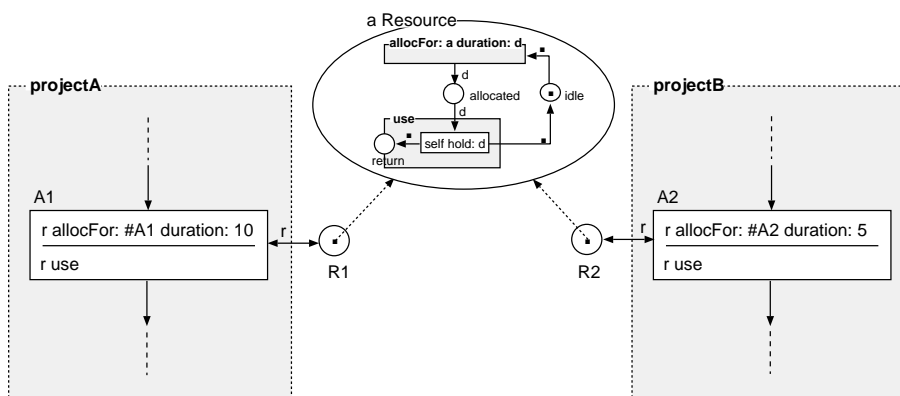 a Resource
allocFor: a duration: d
d
allocated
idle
d
use
self hold: d
return
projectA
A1
r allocFor: #A1 duration: 10
r use
r
R1
projectB
A2
r allocFor: #A2 duration: 5
r use
r
R2